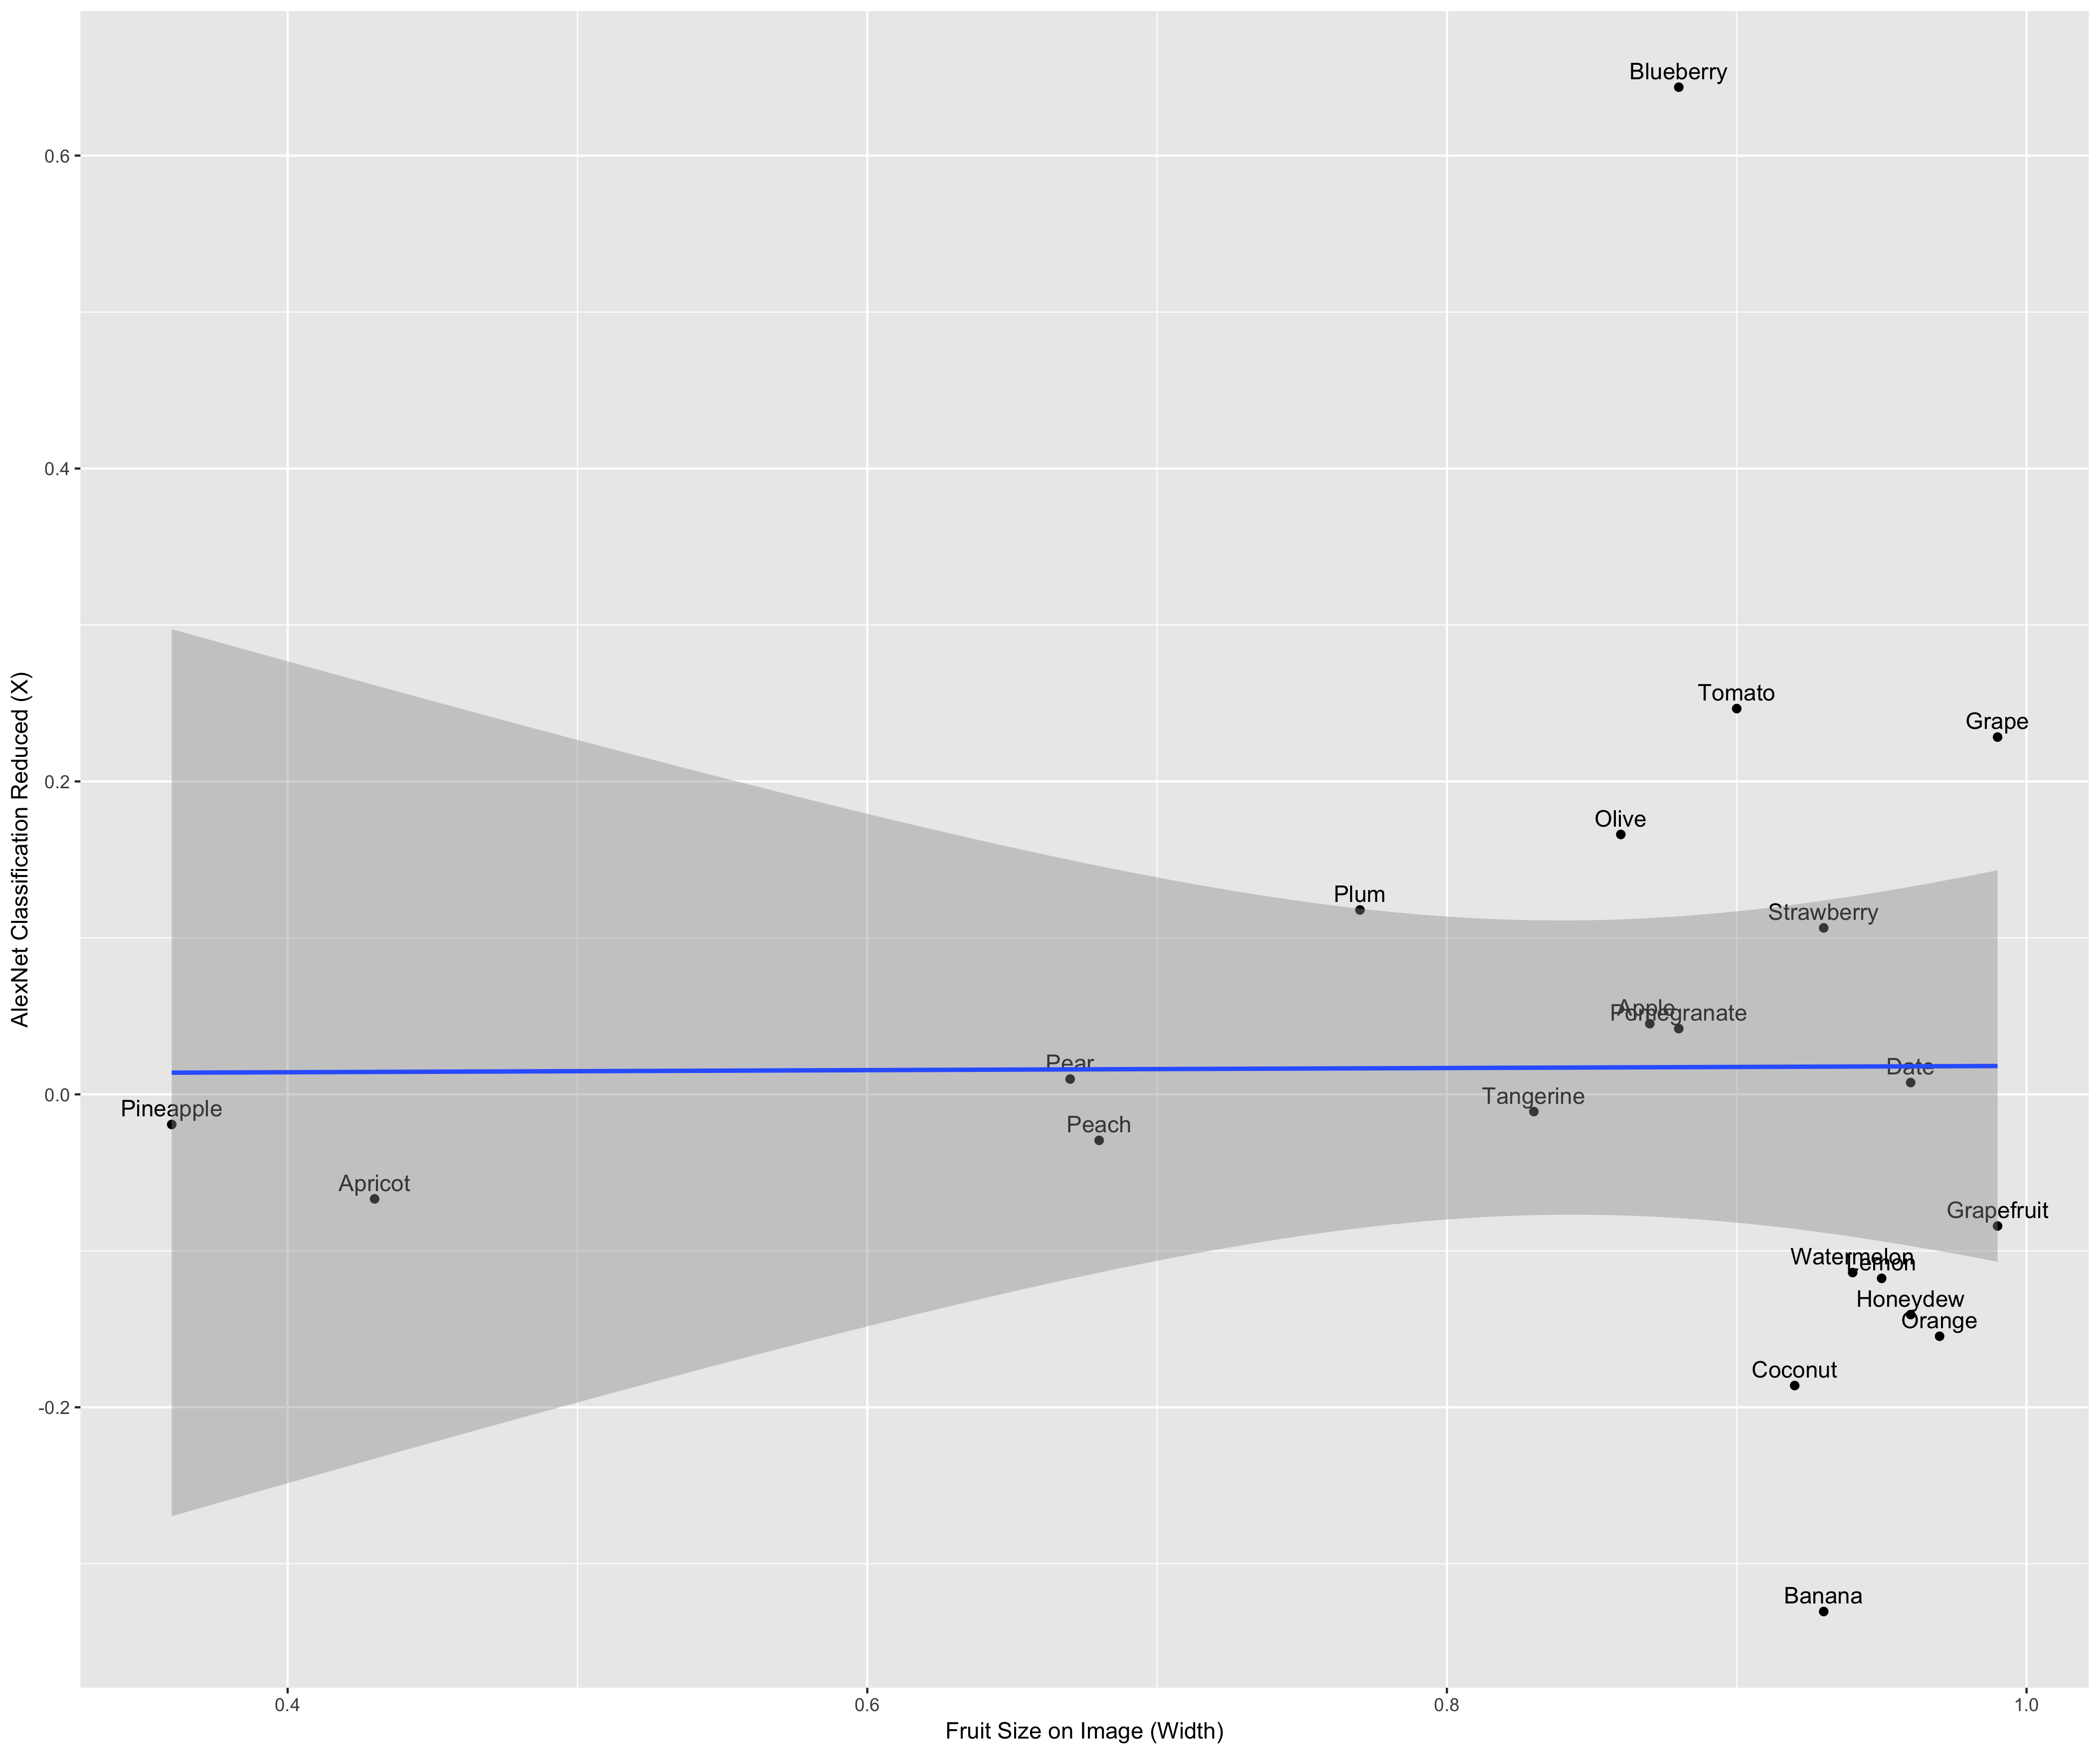 Blueberry
0.6
0.4
Tomato
Grape
0.2
Olive
Plum
Strawberry
Apple
Pomegranate
Pear
Date
0.0
Tangerine
Pineapple
Peach
Apricot
Grapefruit
Watermelon
Lemon
Honeydew
Orange
Coconut
-0.2
Banana
0.4 0.6 0.8 1.0
Fruit Size on Image (Width)
AlexNet Classification Reduced (X)